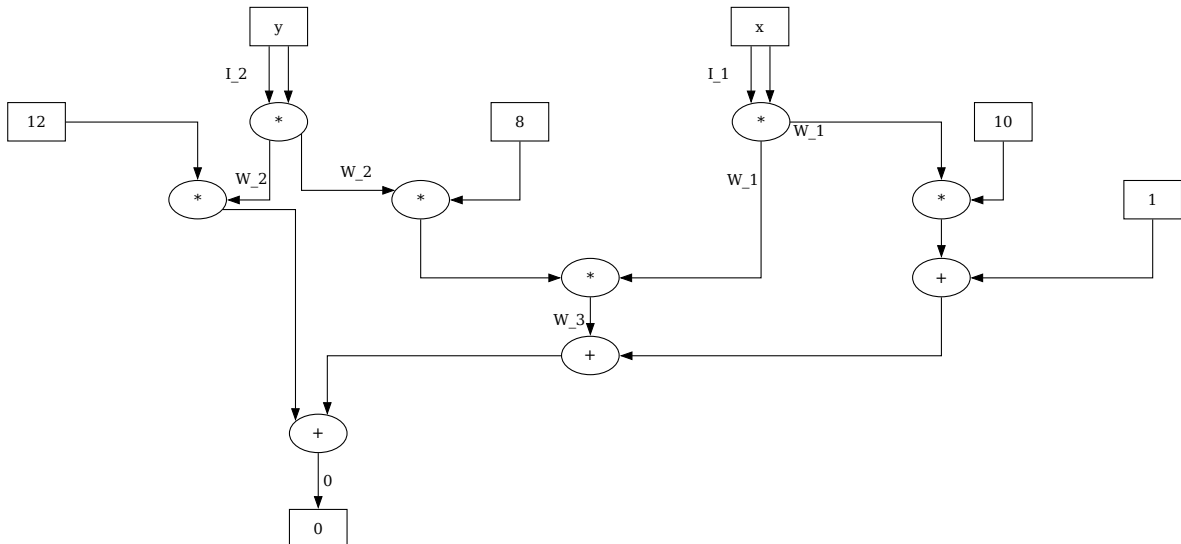 y x
I_2 I_1
12 * 8 * W_1 10
W_2 W_2 W_1
* * * 1
* +
W_3
+
+
0
0